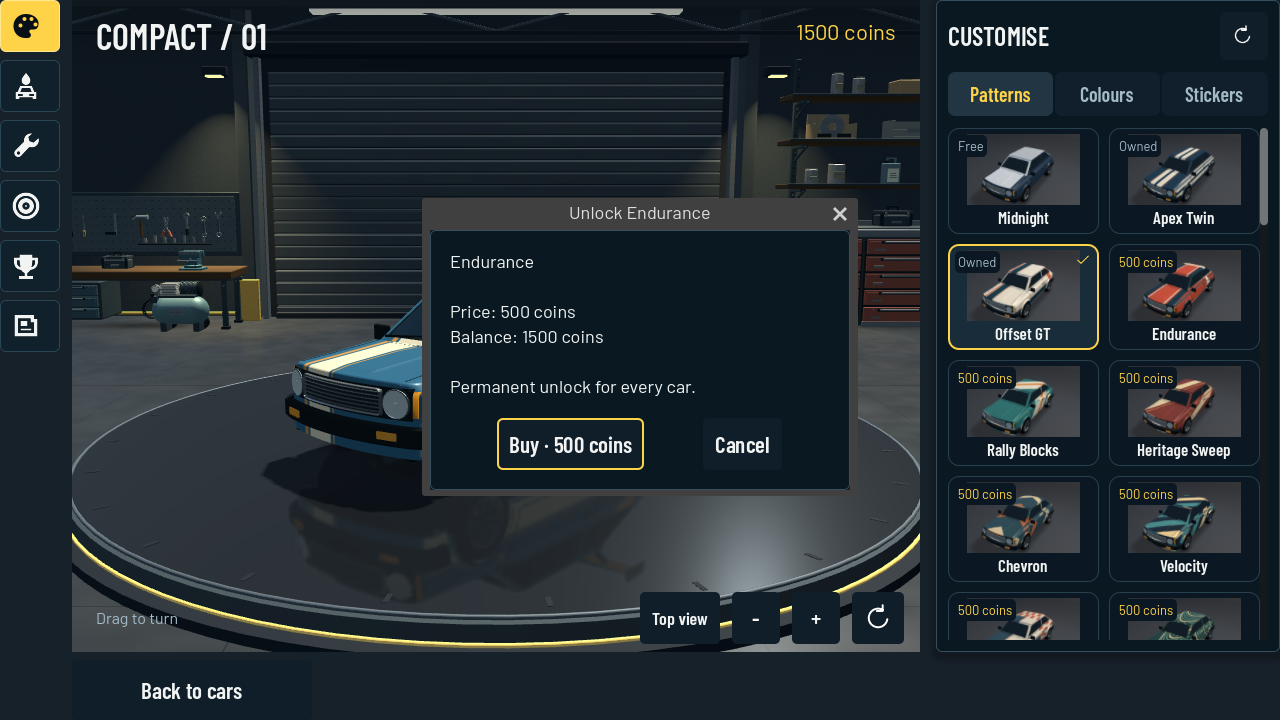 COMPACT / 01
1500 coins
CUSTOMISE
Patterns
Colours
Stickers
Free
Midnight
Owned
Apex Twin
Owned
Offset GT
500 coins
Endurance
500 coins
Rally Blocks
500 coins
Heritage Sweep
500 coins
Chevron
500 coins
Velocity
500 coins
500 coins
Unlock Endurance
Endurance
Price: 500 coins
Balance: 1500 coins
Permanent unlock for every car.
Buy · 500 coins
Cancel
Drag to turn
Top view
-
+
Back to cars